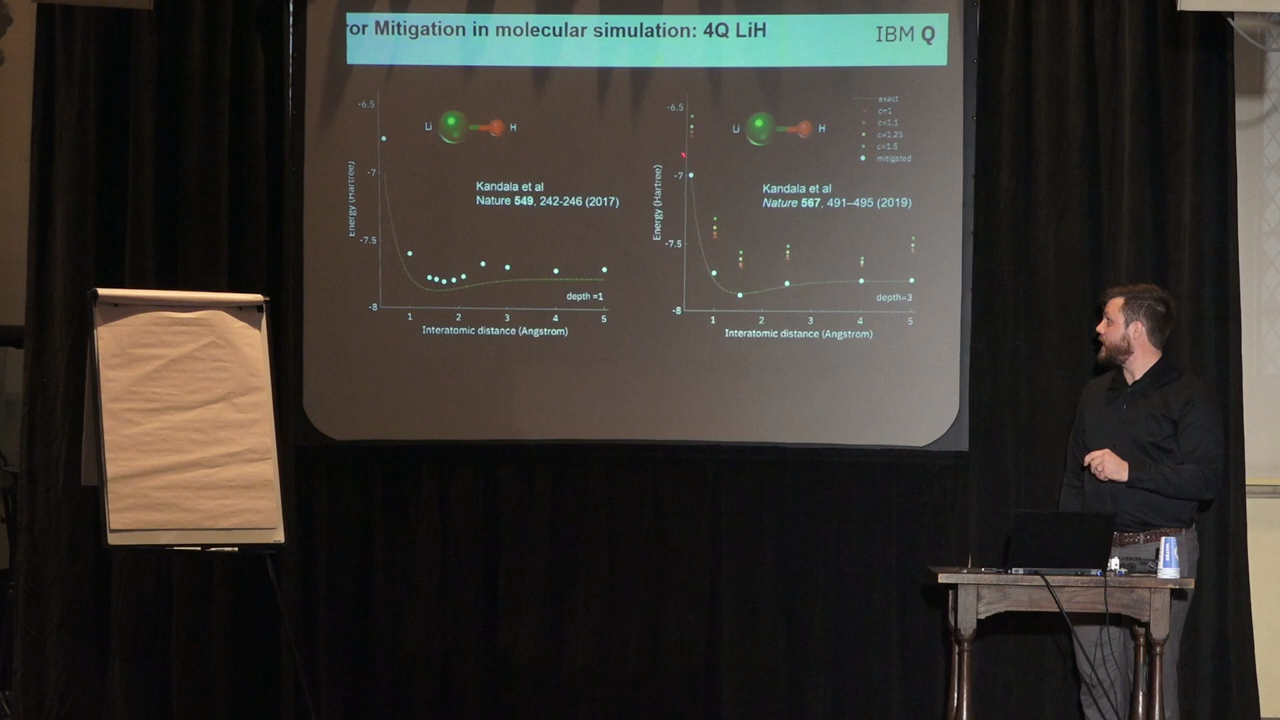 or Mitigation in molecular simulation: 4Q LiH
IBM Q
-6.5
-7
-7.5
-8
Energy (Hartree)
Li
H
Kandala et al
Nature 549, 242-246 (2017)
depth =1
1 2 3 4 5
Interatomic distance (Angstrom)
-6.5
-7
-7.5
-8
Energy (Hartree)
Li
H
exact
c=1
c=1.1
c=1.25
c=1.5
mitigated
Kandala et al
Nature 567, 491–495 (2019)
depth=3
1 2 3 4 5
Interatomic distance (Angstrom)